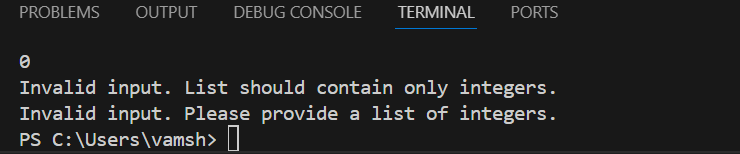 PROBLEMS OUTPUT DEBUG CONSOLE TERMINAL PORTS
0
Invalid input. List should contain only integers.
Invalid input. Please provide a list of integers.
PS C:\Users\vamsh>